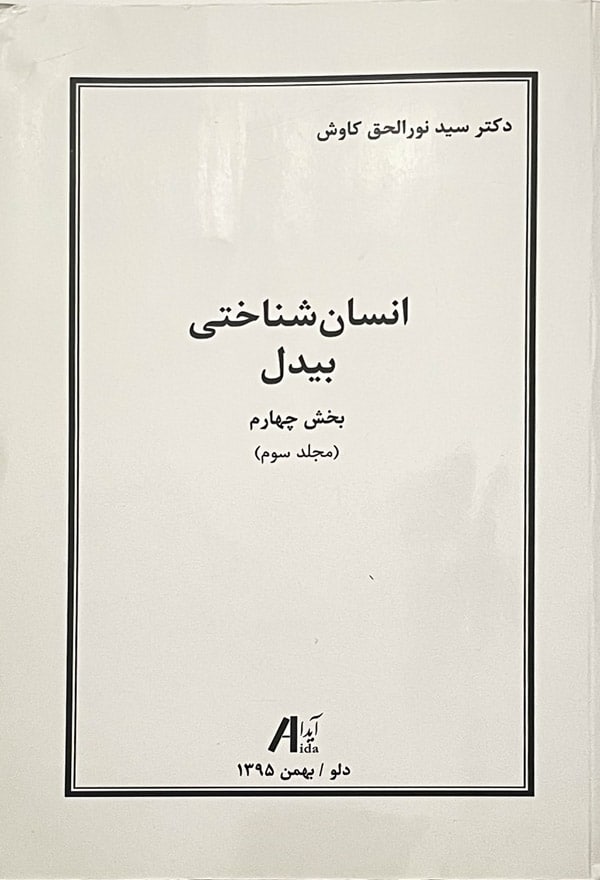 دکتر سید نورالحق کاوش
انسان‌شناختی
بیدل
بخش چهارم
(مجلد سوم)
آیدا
Aida
دلو / بهمن ۱۳۹۵